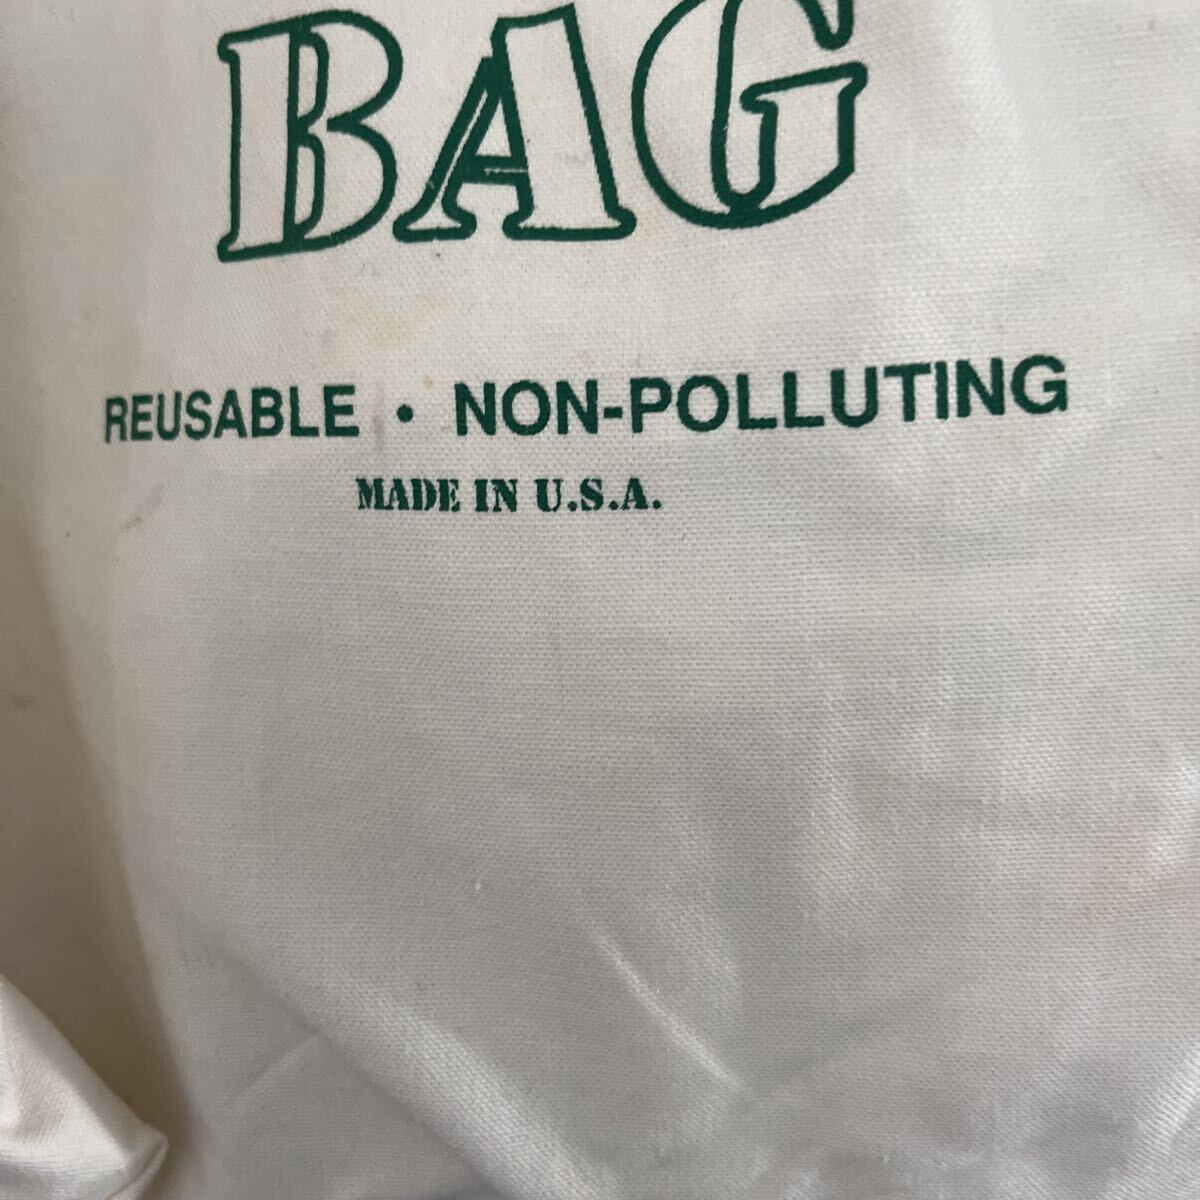 BAG
REUSABLE • NON-POLLUTING
MADE IN U.S.A.